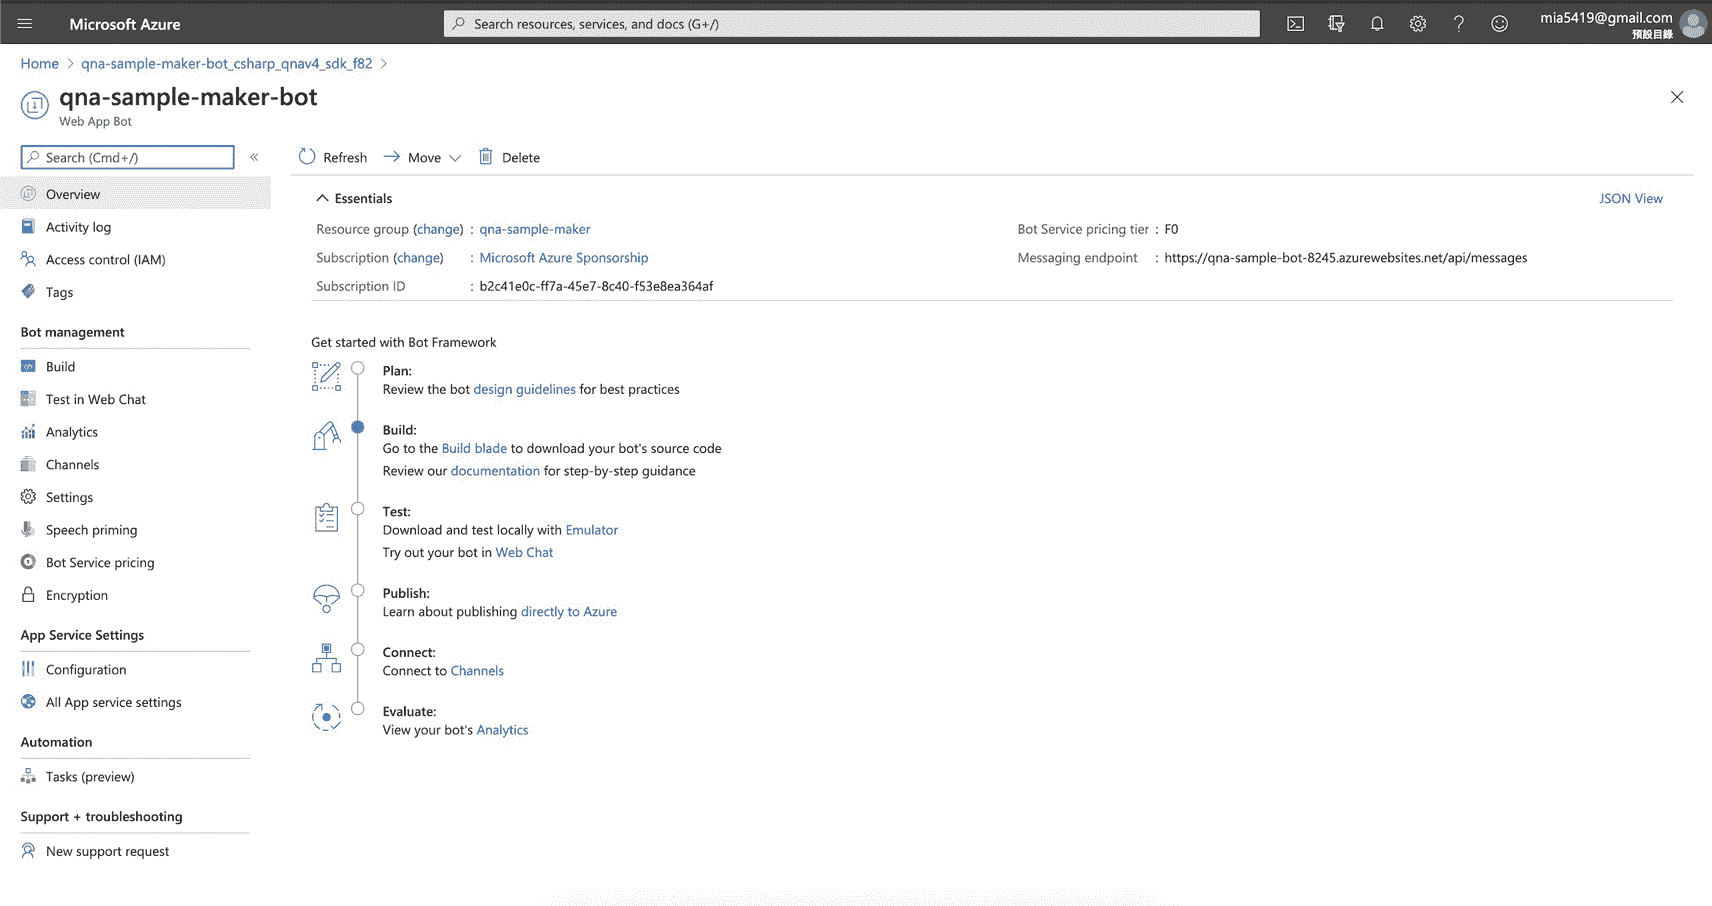 Microsoft Azure
Search resources, services, and docs (G+/)
mia5419@gmail.com
預設目錄
Home > qna-sample-maker-bot_csharp_qnav4_sdk_f82 >
qna-sample-maker-bot
Web App Bot
Search (Cmd+/)
«
Refresh
Move
Delete
Overview
Activity log
Access control (IAM)
Tags
Bot management
Build
Test in Web Chat
Analytics
Channels
Settings
Speech priming
Bot Service pricing
Encryption
App Service Settings
Configuration
All App service settings
Automation
Tasks (preview)
Support + troubleshooting
New support request
Essentials
JSON View
Resource group (change) : qna-sample-maker
Subscription (change) : Microsoft Azure Sponsorship
Subscription ID : b2c41e0c-ff7a-45e7-8c40-f53e8ea364af
Bot Service pricing tier : F0
Messaging endpoint : https://qna-sample-bot-8245.azurewebsites.net/api/messages
Get started with Bot Framework
Plan:
Review the bot design guidelines for best practices
Build:
Go to the Build blade to download your bot's source code
Review our documentation for step-by-step guidance
Test:
Download and test locally with Emulator
Try out your bot in Web Chat
Publish:
Learn about publishing directly to Azure
Connect:
Connect to Channels
Evaluate:
View your bot's Analytics